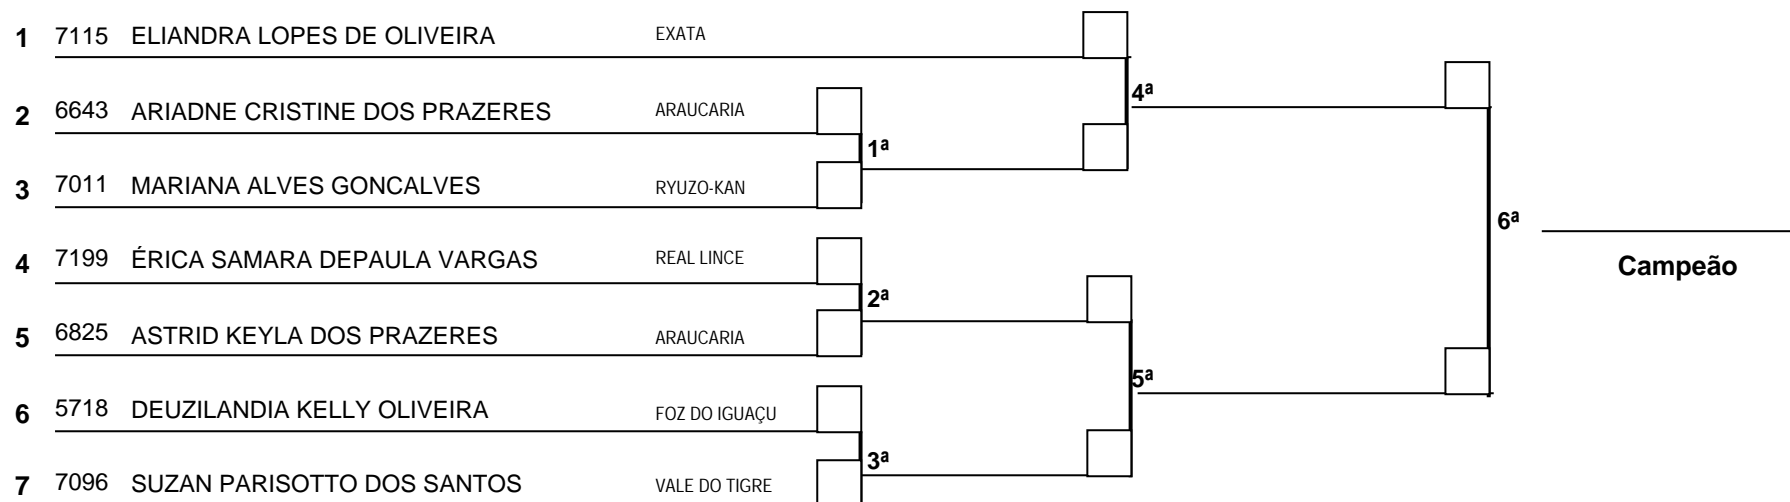 1 7115 ELIANDRA LOPES DE OLIVEIRA EXATA
4ª
2 6643 ARIADNE CRISTINE DOS PRAZERES ARAUCARIA
1ª
3 7011 MARIANA ALVES GONCALVES RYUZO-KAN
6ª
4 7199 ÉRICA SAMARA DEPAULA VARGAS REAL LINCE
Campeão
2ª
5 6825 ASTRID KEYLA DOS PRAZERES ARAUCARIA
5ª
6 5718 DEUZILANDIA KELLY OLIVEIRA FOZ DO IGUAÇU
3ª
7 7096 SUZAN PARISOTTO DOS SANTOS VALE DO TIGRE